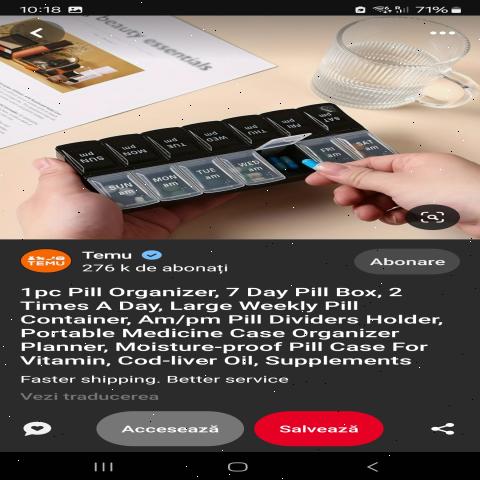 10:18
71%
beauty essentials
SUN pm
MON pm
TUE pm
WED pm
THU pm
FRI pm
SAT pm
SUN am
MON am
TUE am
WED am
FRI am
SAT am
TEMU
Temu
276 k de abonați
Abonare
1pc Pill Organizer, 7 Day Pill Box, 2
Times A Day, Large Weekly Pill
Container, Am/pm Pill Dividers Holder,
Portable Medicine Case Organizer
Planner, Moisture-proof Pill Case For
Vitamin, Cod-liver Oil, Supplements
Faster shipping. Better service
Vezi traducerea
Accesează
Salvează